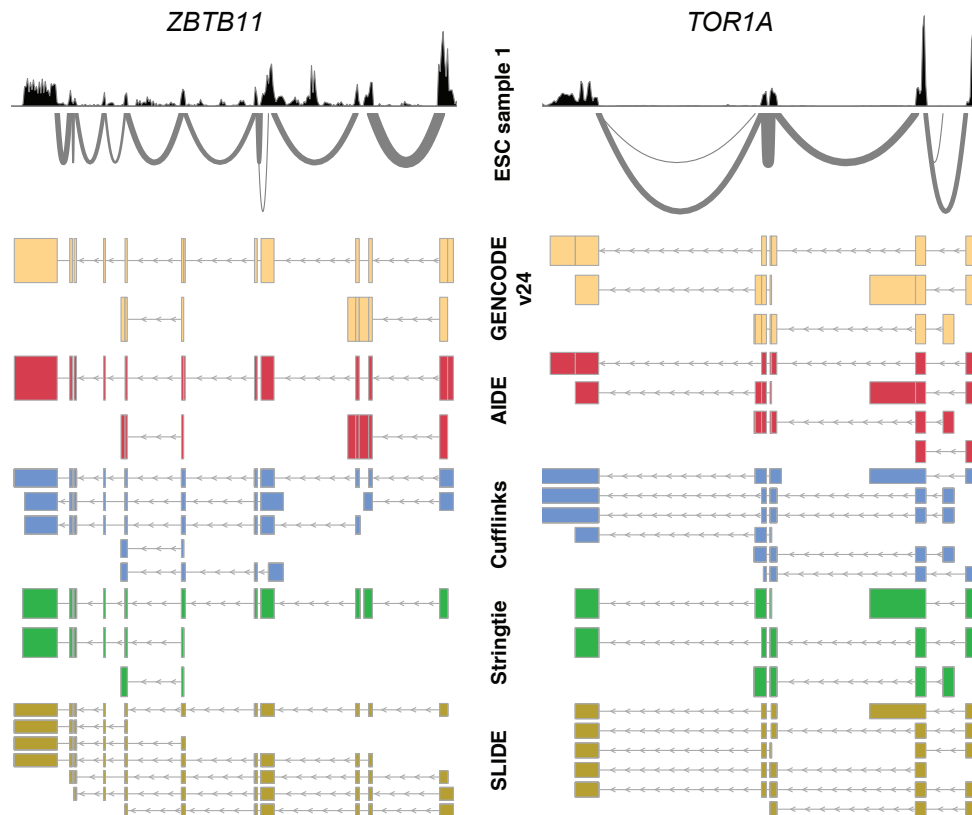 ZBTB11
TOR1A
ESC sample 1
GENCODE
v24
AIDE
Cufflinks
Stringtie
SLIDE